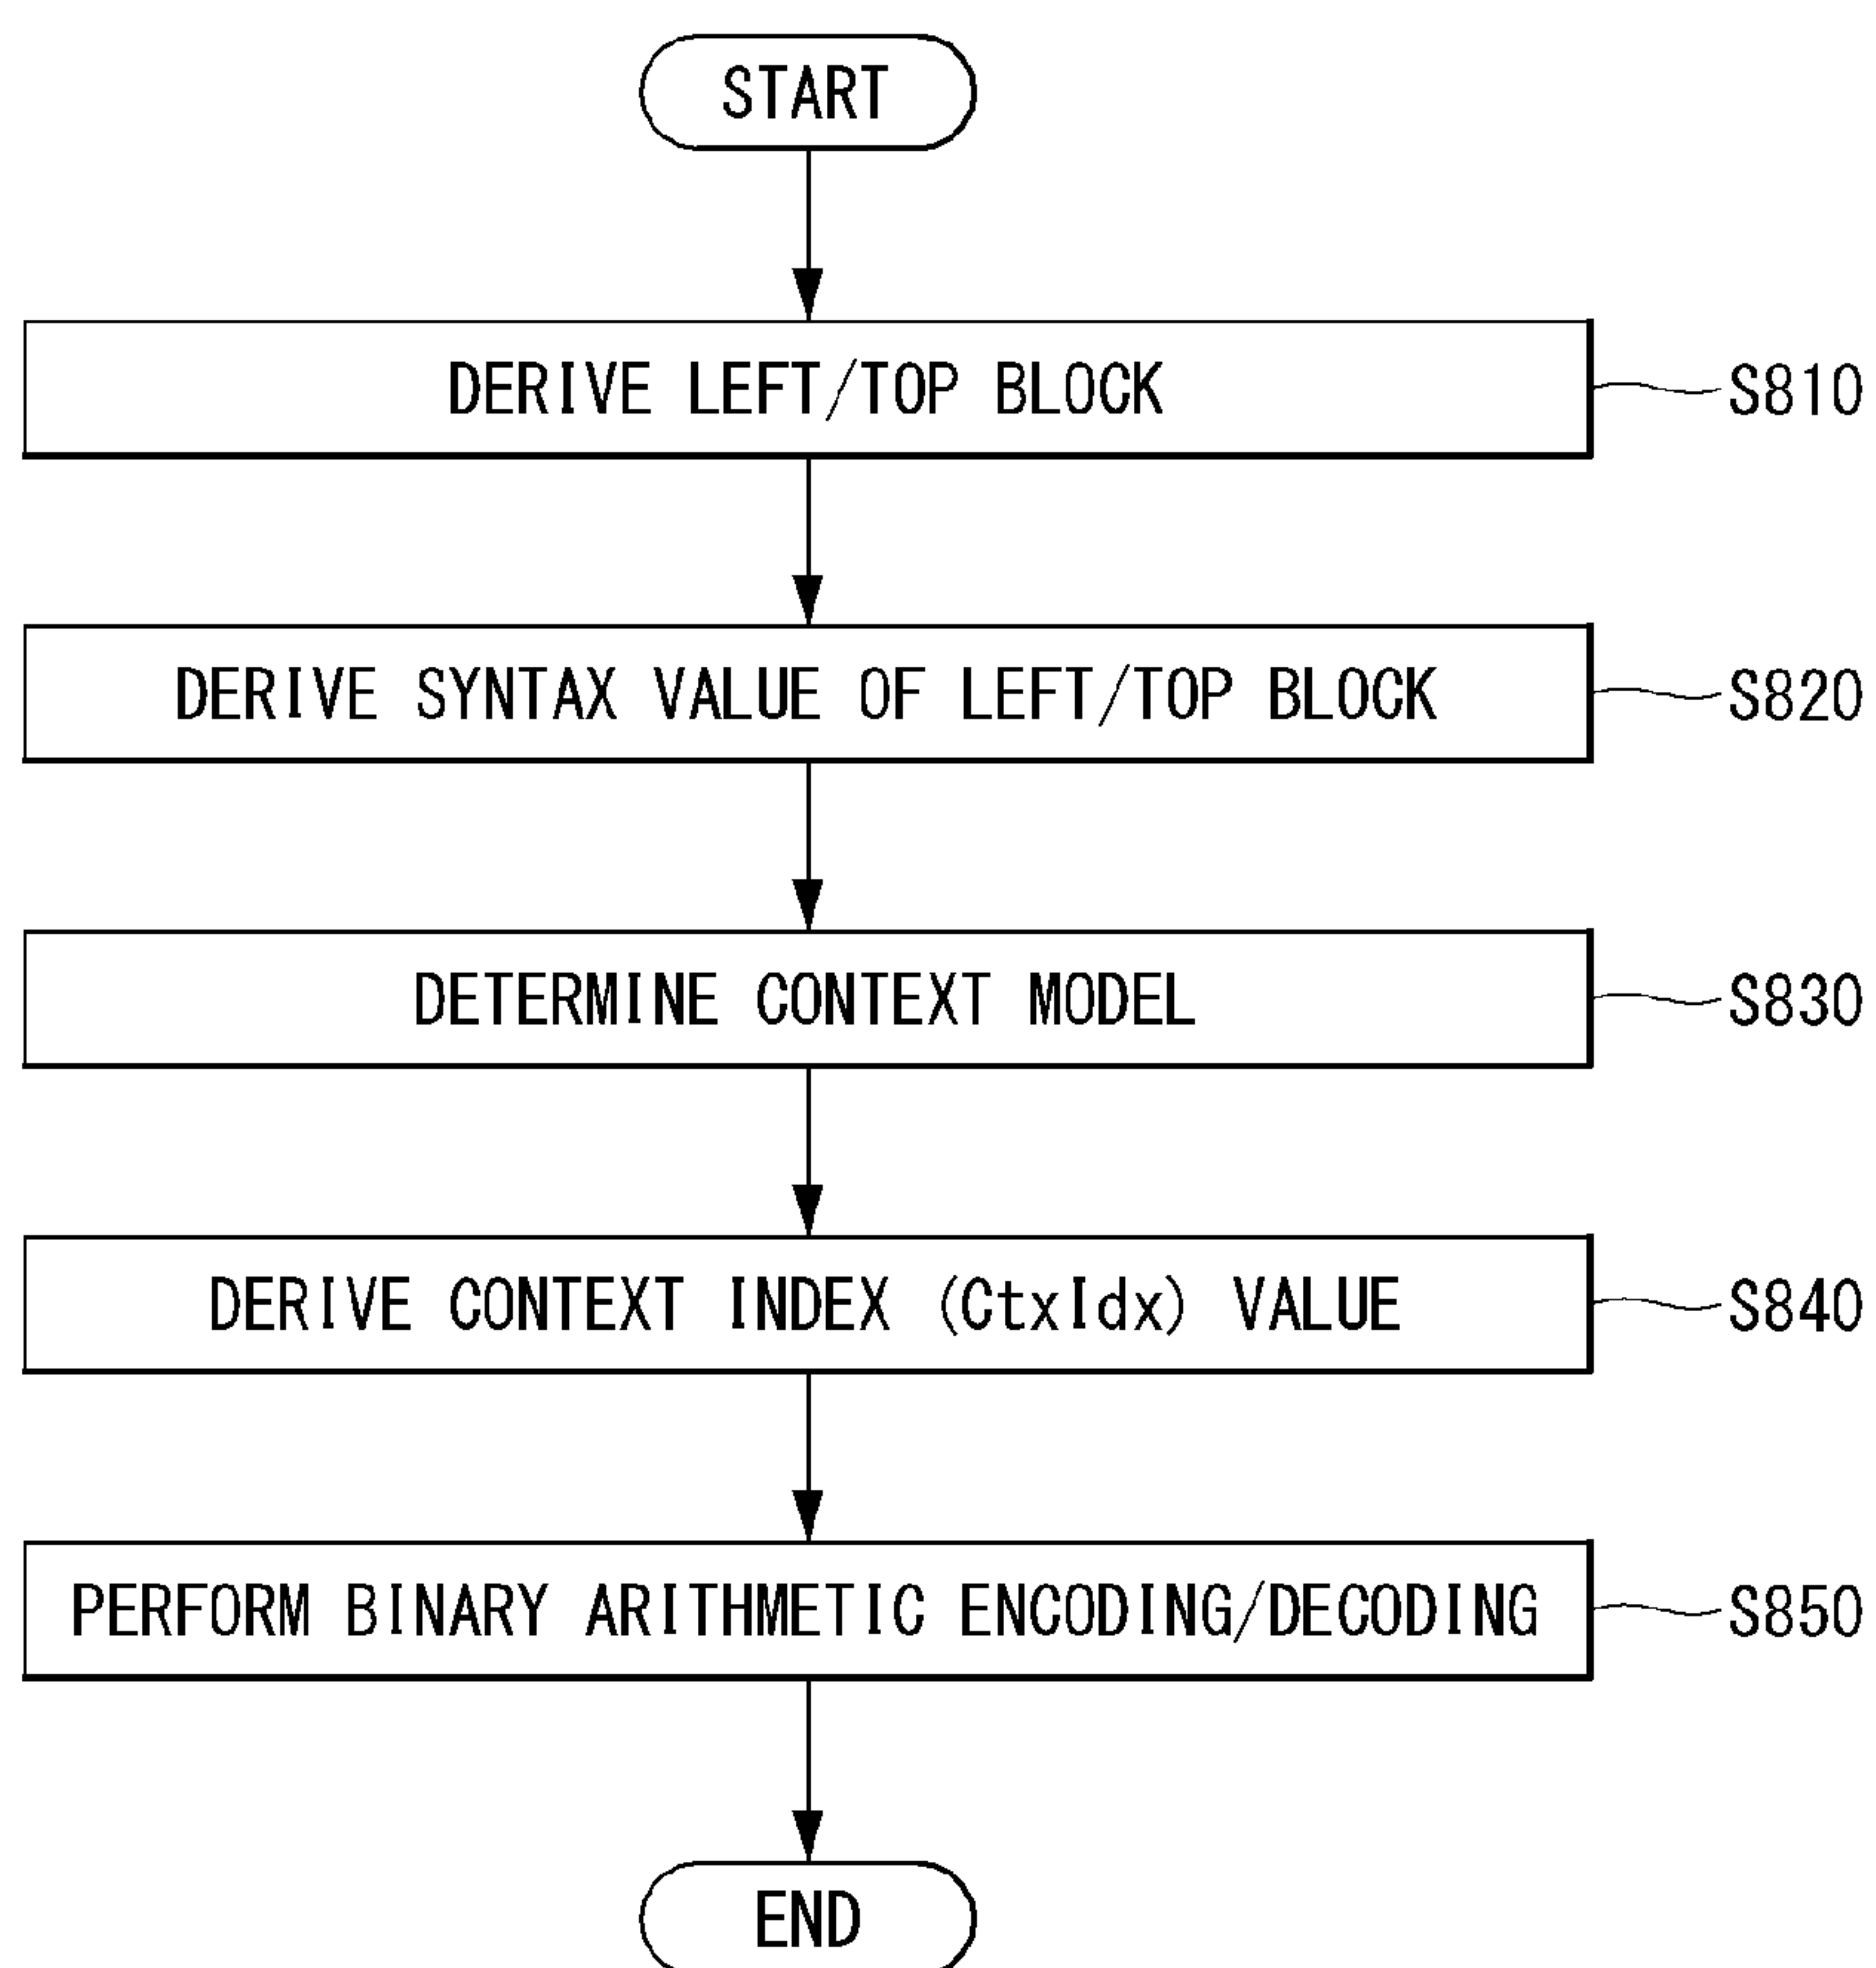 START
DERIVE LEFT/TOP BLOCK
S810
DERIVE SYNTAX VALUE OF LEFT/TOP BLOCK
S820
DETERMINE CONTEXT MODEL
S830
DERIVE CONTEXT INDEX (CtxIdx) VALUE
S840
PERFORM BINARY ARITHMETIC ENCODING/DECODING
S850
END